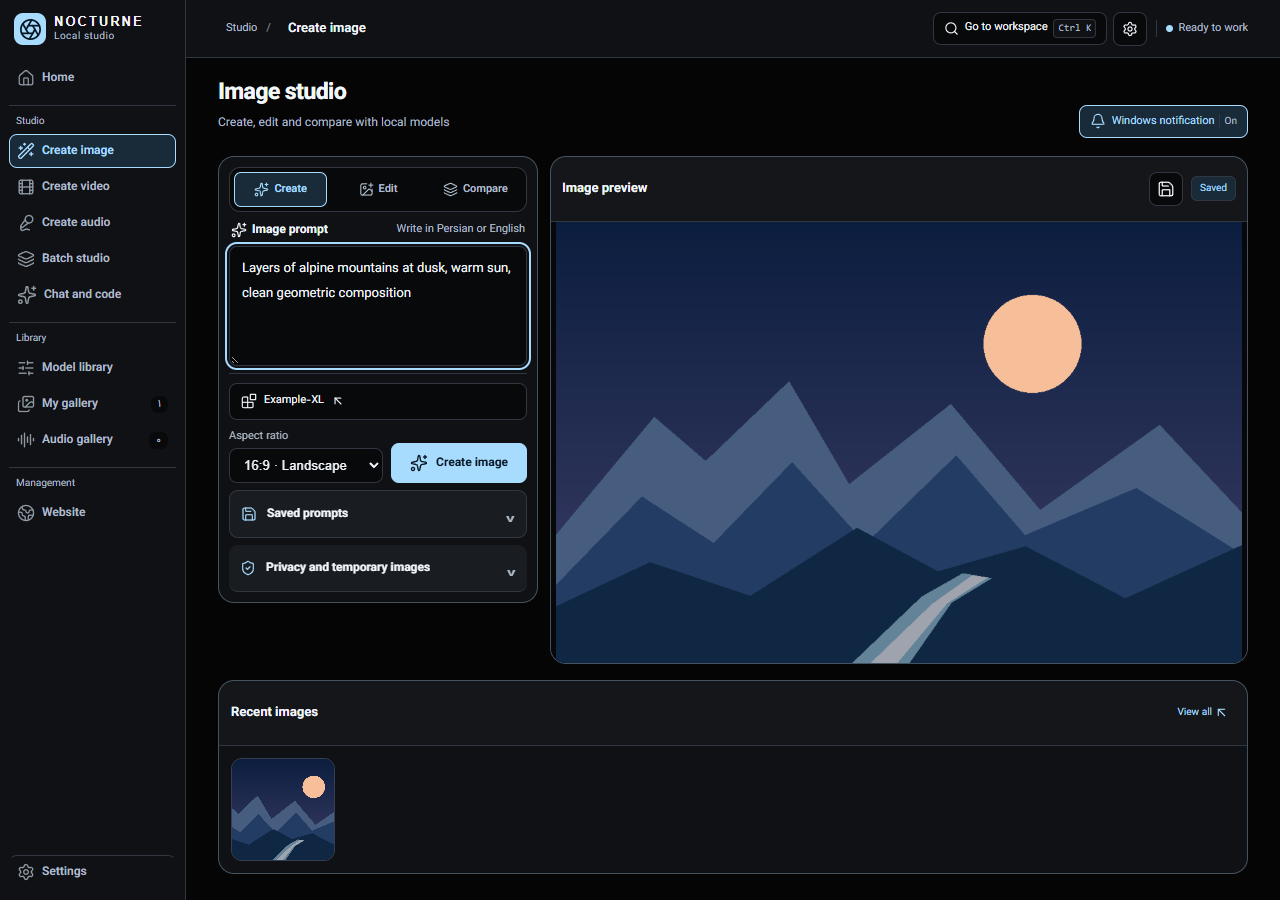 NOCTURNE
Local studio
Home
Studio
Create image
Create video
Create audio
Batch studio
Chat and code
Library
Model library
My gallery 1
Audio gallery
Management
Website
Settings
Studio / Create image
Go to workspace Ctrl K
Ready to work
Image studio
Create, edit and compare with local models
Windows notification On
Create Edit Compare
Image prompt Write in Persian or English
Layers of alpine mountains at dusk, warm sun,
clean geometric composition
Example-XL
Aspect ratio
16:9 · Landscape
Create image
Saved prompts v
Privacy and temporary images v
Image preview
Saved
Recent images
View all